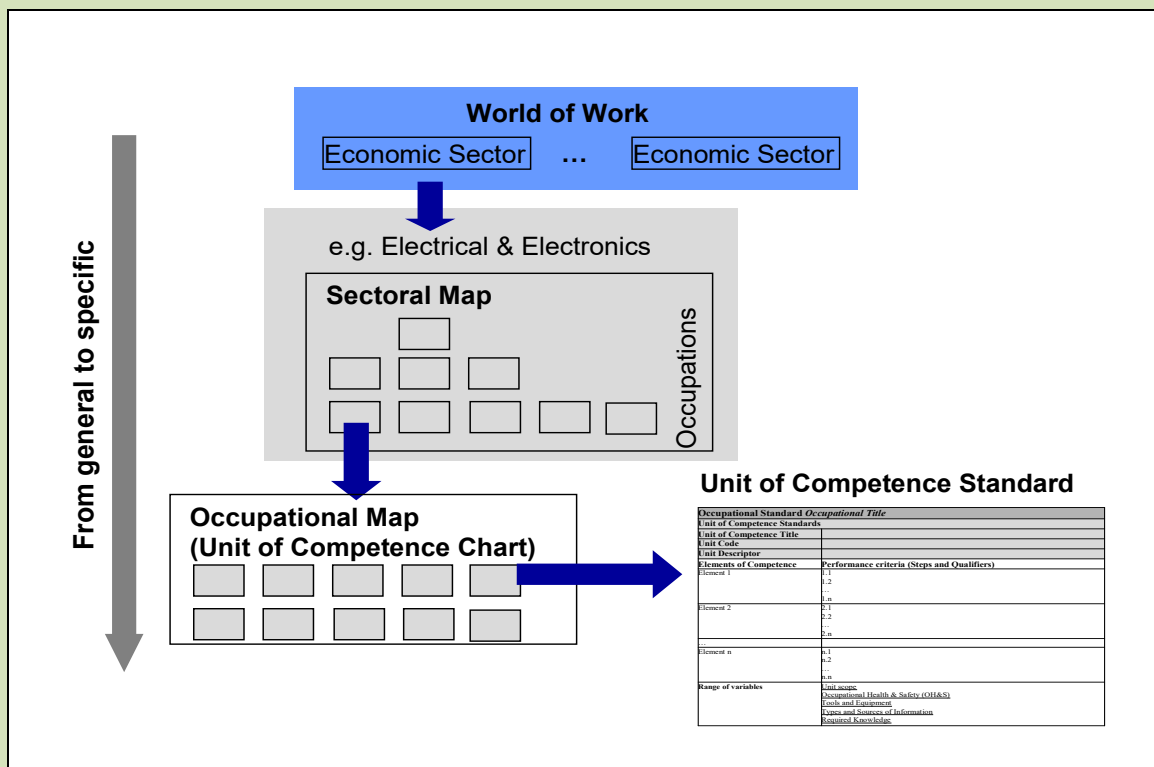 World of Work
Economic Sector … Economic Sector
From general to specific
e.g. Electrical & Electronics
Sectoral Map
Occupations
Occupational Map
(Unit of Competence Chart)
Unit of Competence Standard
Occupational Standard Occupational Title
Unit of Competence Standards
Unit of Competence Title
Unit Code
Unit Descriptor
Elements of Competence Performance criteria (Steps and Qualifiers)
Element 1 1.1
1.2
…
1.n
Element 2 2.1
2.2
…
2.n
…
Element n n.1
n.2
…
n.n
Range of variables Unit scope
Occupational Health & Safety (OH&S)
Tools and Equipment
Types and Sources of Information
Required Knowledge